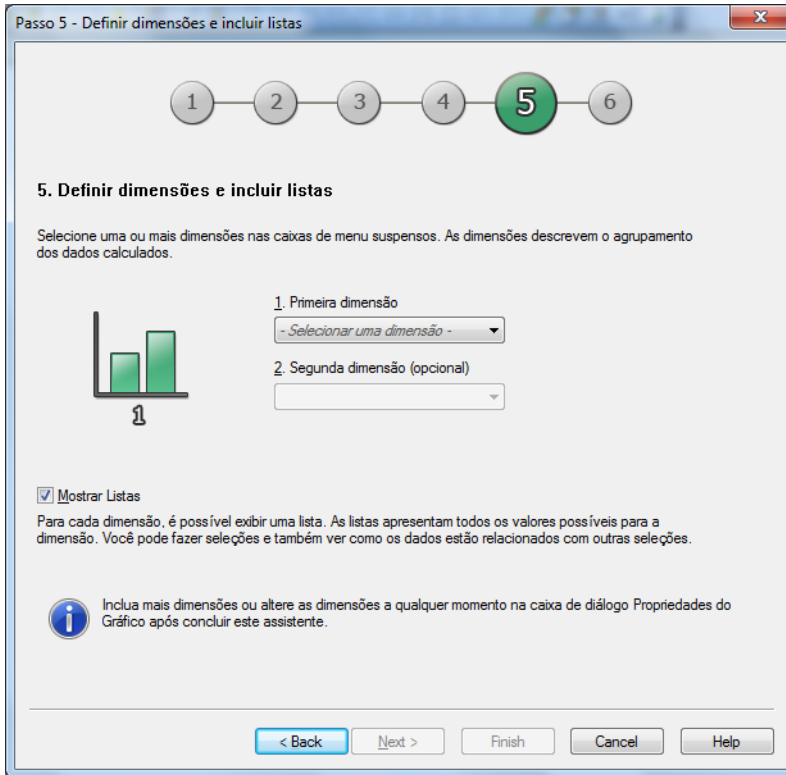 Passo 5 - Definir dimensões e incluir listas
x
1 2 3 4 5 6
5. Definir dimensões e incluir listas
Selecione uma ou mais dimensões nas caixas de menu suspensos. As dimensões descrevem o agrupamento
dos dados calculados.
1. Primeira dimensão
- Selecionar uma dimensão -
2. Segunda dimensão (opcional)
1
Mostrar Listas
Para cada dimensão, é possível exibir uma lista. As listas apresentam todos os valores possíveis para a
dimensão. Você pode fazer seleções e também ver como os dados estão relacionados com outras seleções.
i
Inclua mais dimensões ou altere as dimensões a qualquer momento na caixa de diálogo Propriedades do
Gráfico após concluir este assistente.
< Back Next > Finish Cancel Help